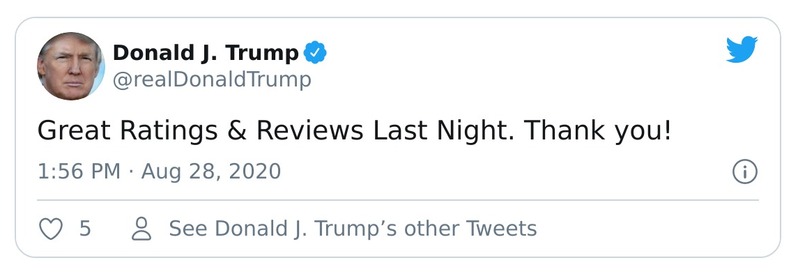 Donald J. Trump
@realDonaldTrump
Great Ratings & Reviews Last Night. Thank you!
1:56 PM · Aug 28, 2020
5 See Donald J. Trump’s other Tweets